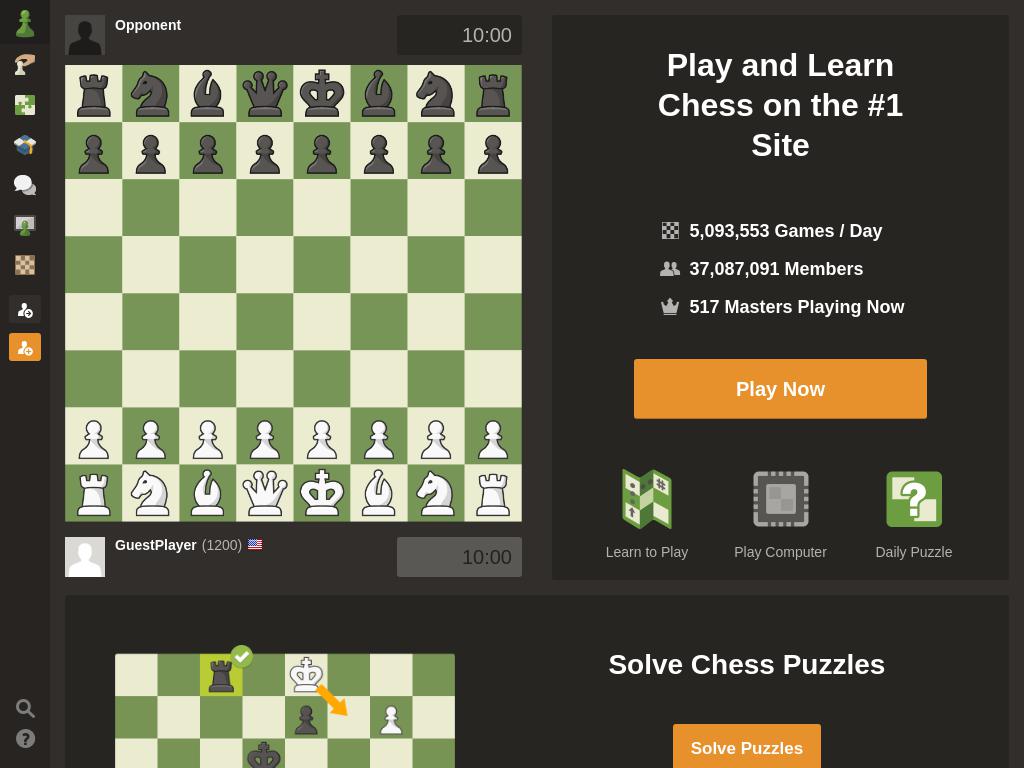 Opponent
10:00
Play and Learn
Chess on the #1
Site
5,093,553 Games / Day
37,087,091 Members
517 Masters Playing Now
Play Now
Learn to Play
Play Computer
Daily Puzzle
GuestPlayer (1200)
10:00
Solve Chess Puzzles
Solve Puzzles